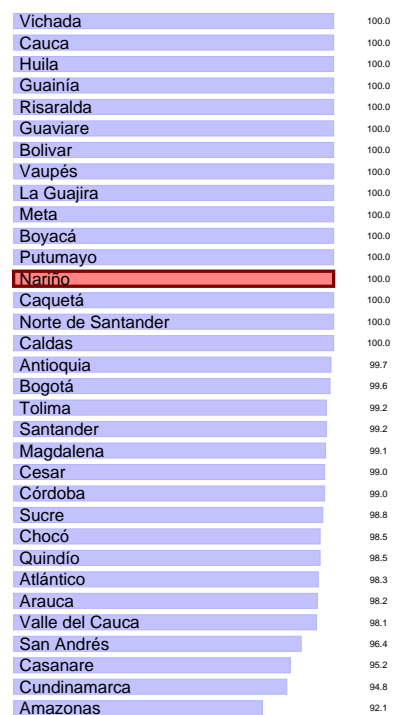 Vichada 100.0
Cauca 100.0
Huila 100.0
Guainía 100.0
Risaralda 100.0
Guaviare 100.0
Bolivar 100.0
Vaupés 100.0
La Guajira 100.0
Meta 100.0
Boyacá 100.0
Putumayo 100.0
Nariño 100.0
Caquetá 100.0
Norte de Santander 100.0
Caldas 100.0
Antioquia 99.7
Bogotá 99.6
Tolima 99.2
Santander 99.2
Magdalena 99.1
Cesar 99.0
Córdoba 99.0
Sucre 98.8
Chocó 98.5
Quindío 98.5
Atlántico 98.3
Arauca 98.2
Valle del Cauca 98.1
San Andrés 96.4
Casanare 95.2
Cundinamarca 94.8
Amazonas 92.1